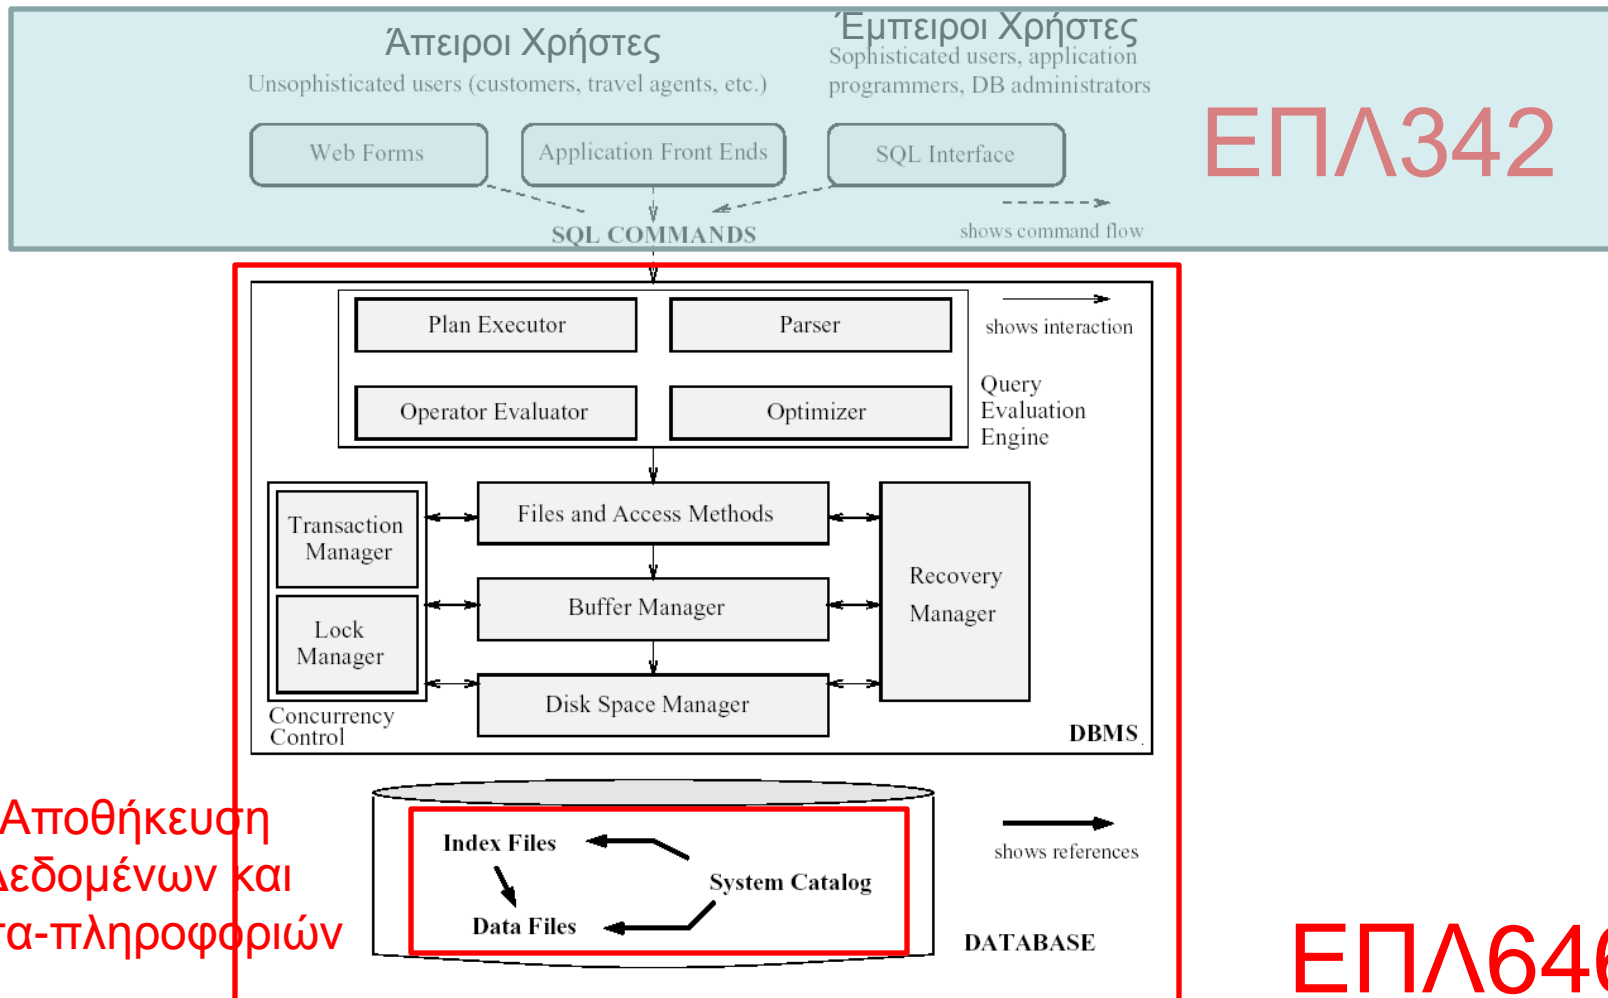 Άπειροι Χρήστες
Έμπειροι Χρήστες
Unsophisticated users (customers, travel agents, etc.)
Sophisticated users, application
programmers, DB administrators
ΕΠΛ342
Web Forms
Application Front Ends
SQL Interface
SQL COMMANDS
shows command flow
Plan Executor
Parser
shows interaction
Operator Evaluator
Optimizer
Query
Evaluation
Engine
Transaction
Manager
Files and Access Methods
Recovery
Manager
Buffer Manager
Lock
Manager
Disk Space Manager
Concurrency
Control
DBMS
Αποθήκευση
Δεδομένων και
τα-πληροφοριών
Index Files
System Catalog
Data Files
shows references
DATABASE
ΕΠΛ646